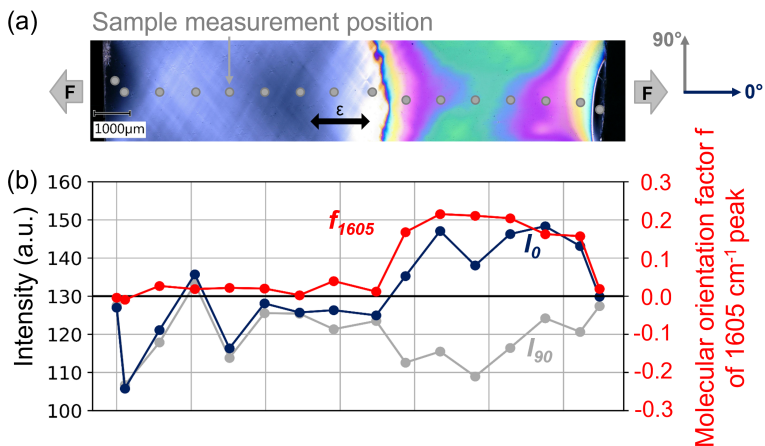 (a)
Sample measurement position
90°
F
F
0°
ε
1000µm
(b)
160
150
140
130
120
110
100
Intensity (a.u.)
f1605
I0
I90
0.3
0.2
0.1
0.0
-0.1
-0.2
-0.3
Molecular orientation factor f
of 1605 cm⁻¹ peak